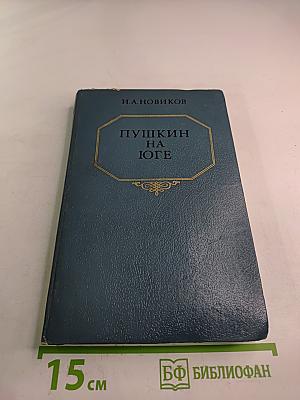 И.А.НОВИКОВ
ПУШКИН
НА
ЮГЕ
15 см
БФ БИБЛИОФАН